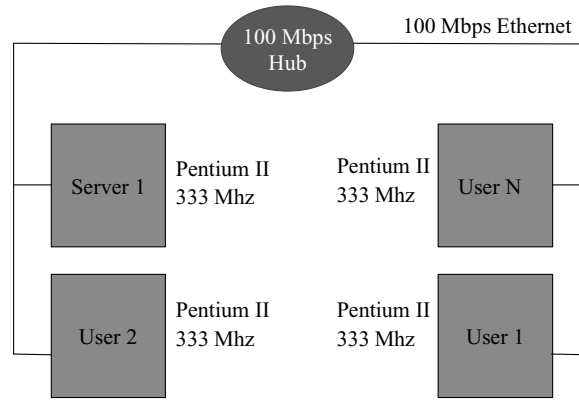 100 Mbps
Hub
100 Mbps Ethernet
Server 1
Pentium II
333 Mhz
Pentium II
333 Mhz
User N
User 2
Pentium II
333 Mhz
Pentium II
333 Mhz
User 1